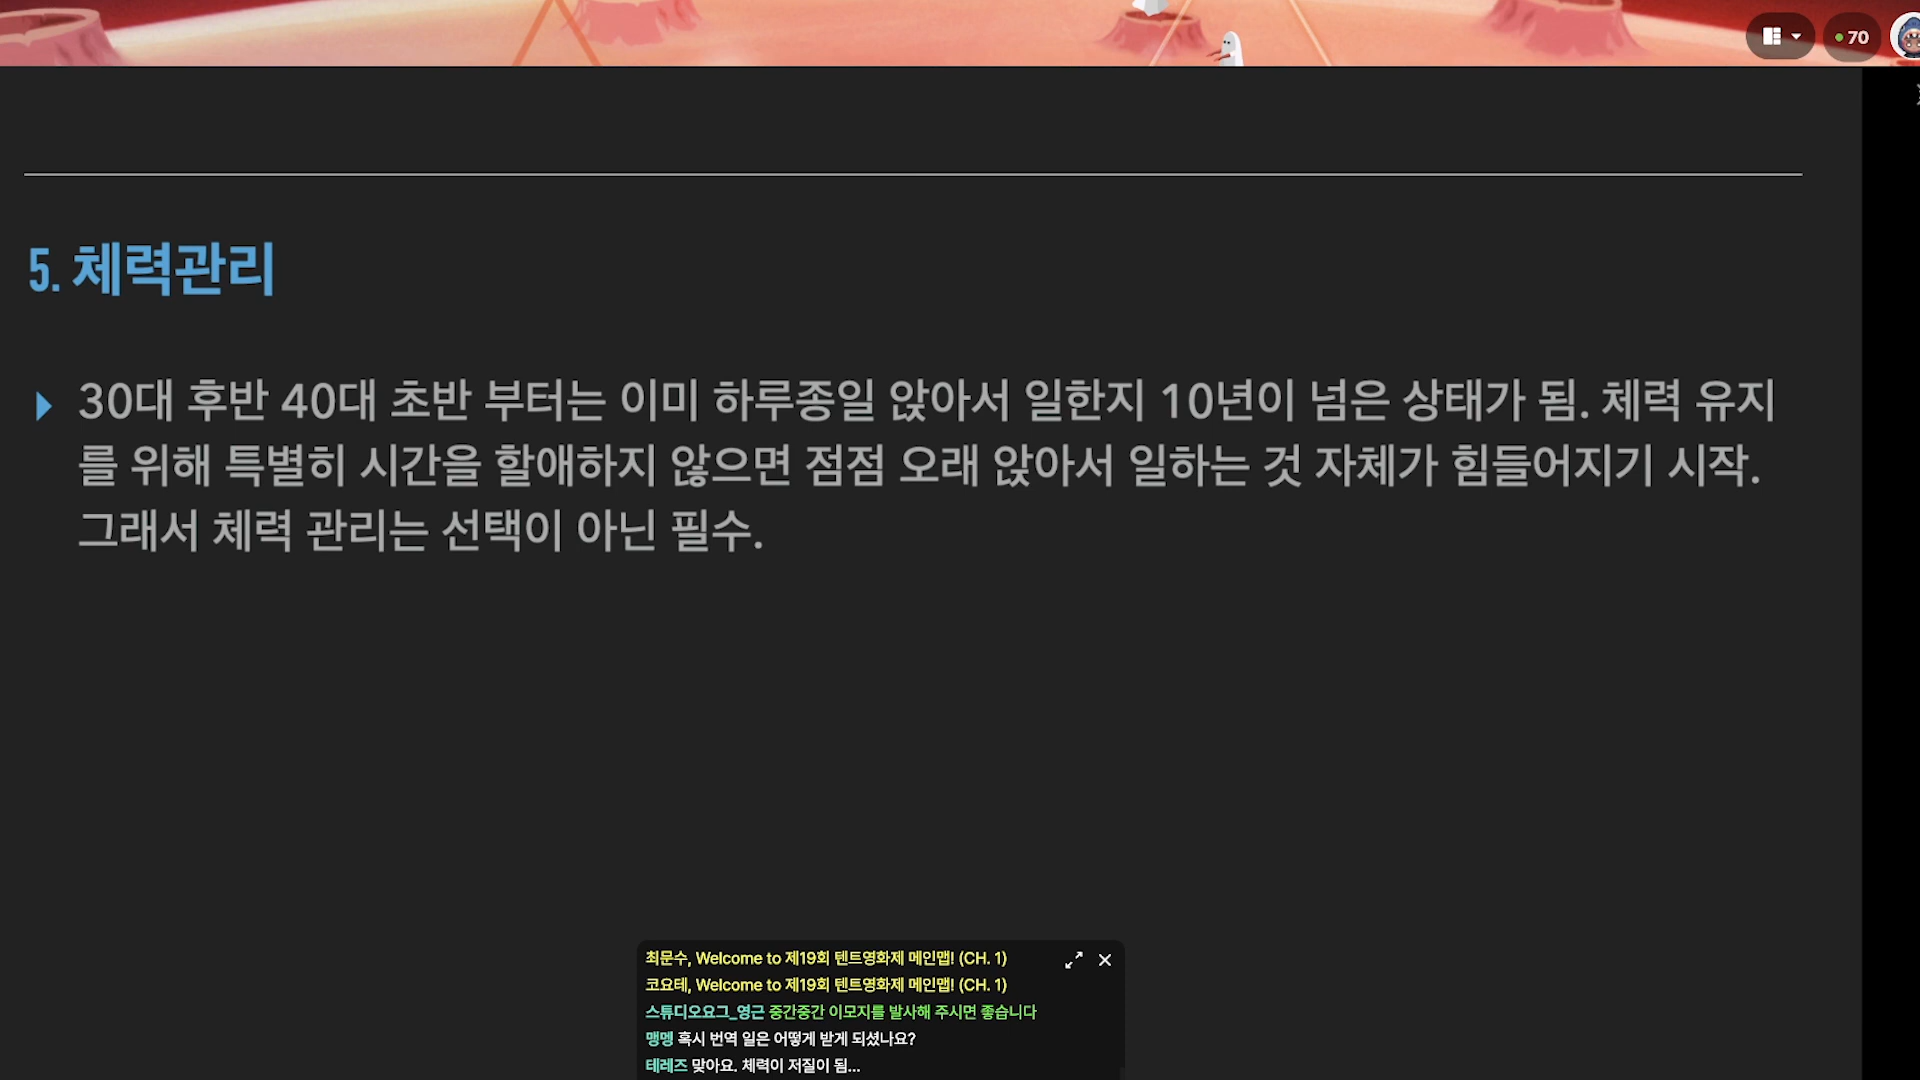 70
5. 체력관리
30대 후반 40대 초반 부터는 이미 하루종일 앉아서 일한지 10년이 넘은 상태가 됨. 체력 유지
를 위해 특별히 시간을 할애하지 않으면 점점 오래 앉아서 일하는 것 자체가 힘들어지기 시작.
그래서 체력 관리는 선택이 아닌 필수.
최문수, Welcome to 제19회 텐트영화제 메인맵! (CH. 1)
코요테, Welcome to 제19회 텐트영화제 메인맵! (CH. 1)
스튜디오요그_영근 중간중간 이모지를 발사해 주시면 좋습니다
맹멩 혹시 번역 일은 어떻게 받게 되셨나요?
테레즈 맞아요. 체력이 저질이 됨...